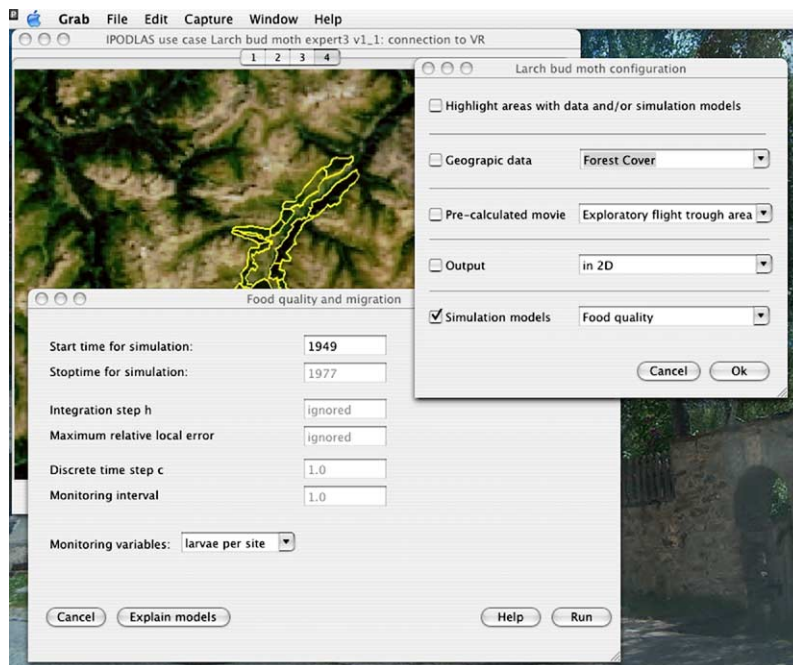 Grab File Edit Capture Window Help
IPODLAS use case Larch bud moth expert3 v1_1: connection to VR
1 2 3 4
Larch bud moth configuration
Highlight areas with data and/or simulation models
Geograpic data Forest Cover
Pre-calculated movie Exploratory flight trough area
Output in 2D
Simulation models Food quality
Cancel Ok
Food quality and migration
Start time for simulation: 1949
Stoptime for simulation: 1977
Integration step h ignored
Maximum relative local error ignored
Discrete time step c 1.0
Monitoring interval 1.0
Monitoring variables: larvae per site
Cancel Explain models Help Run